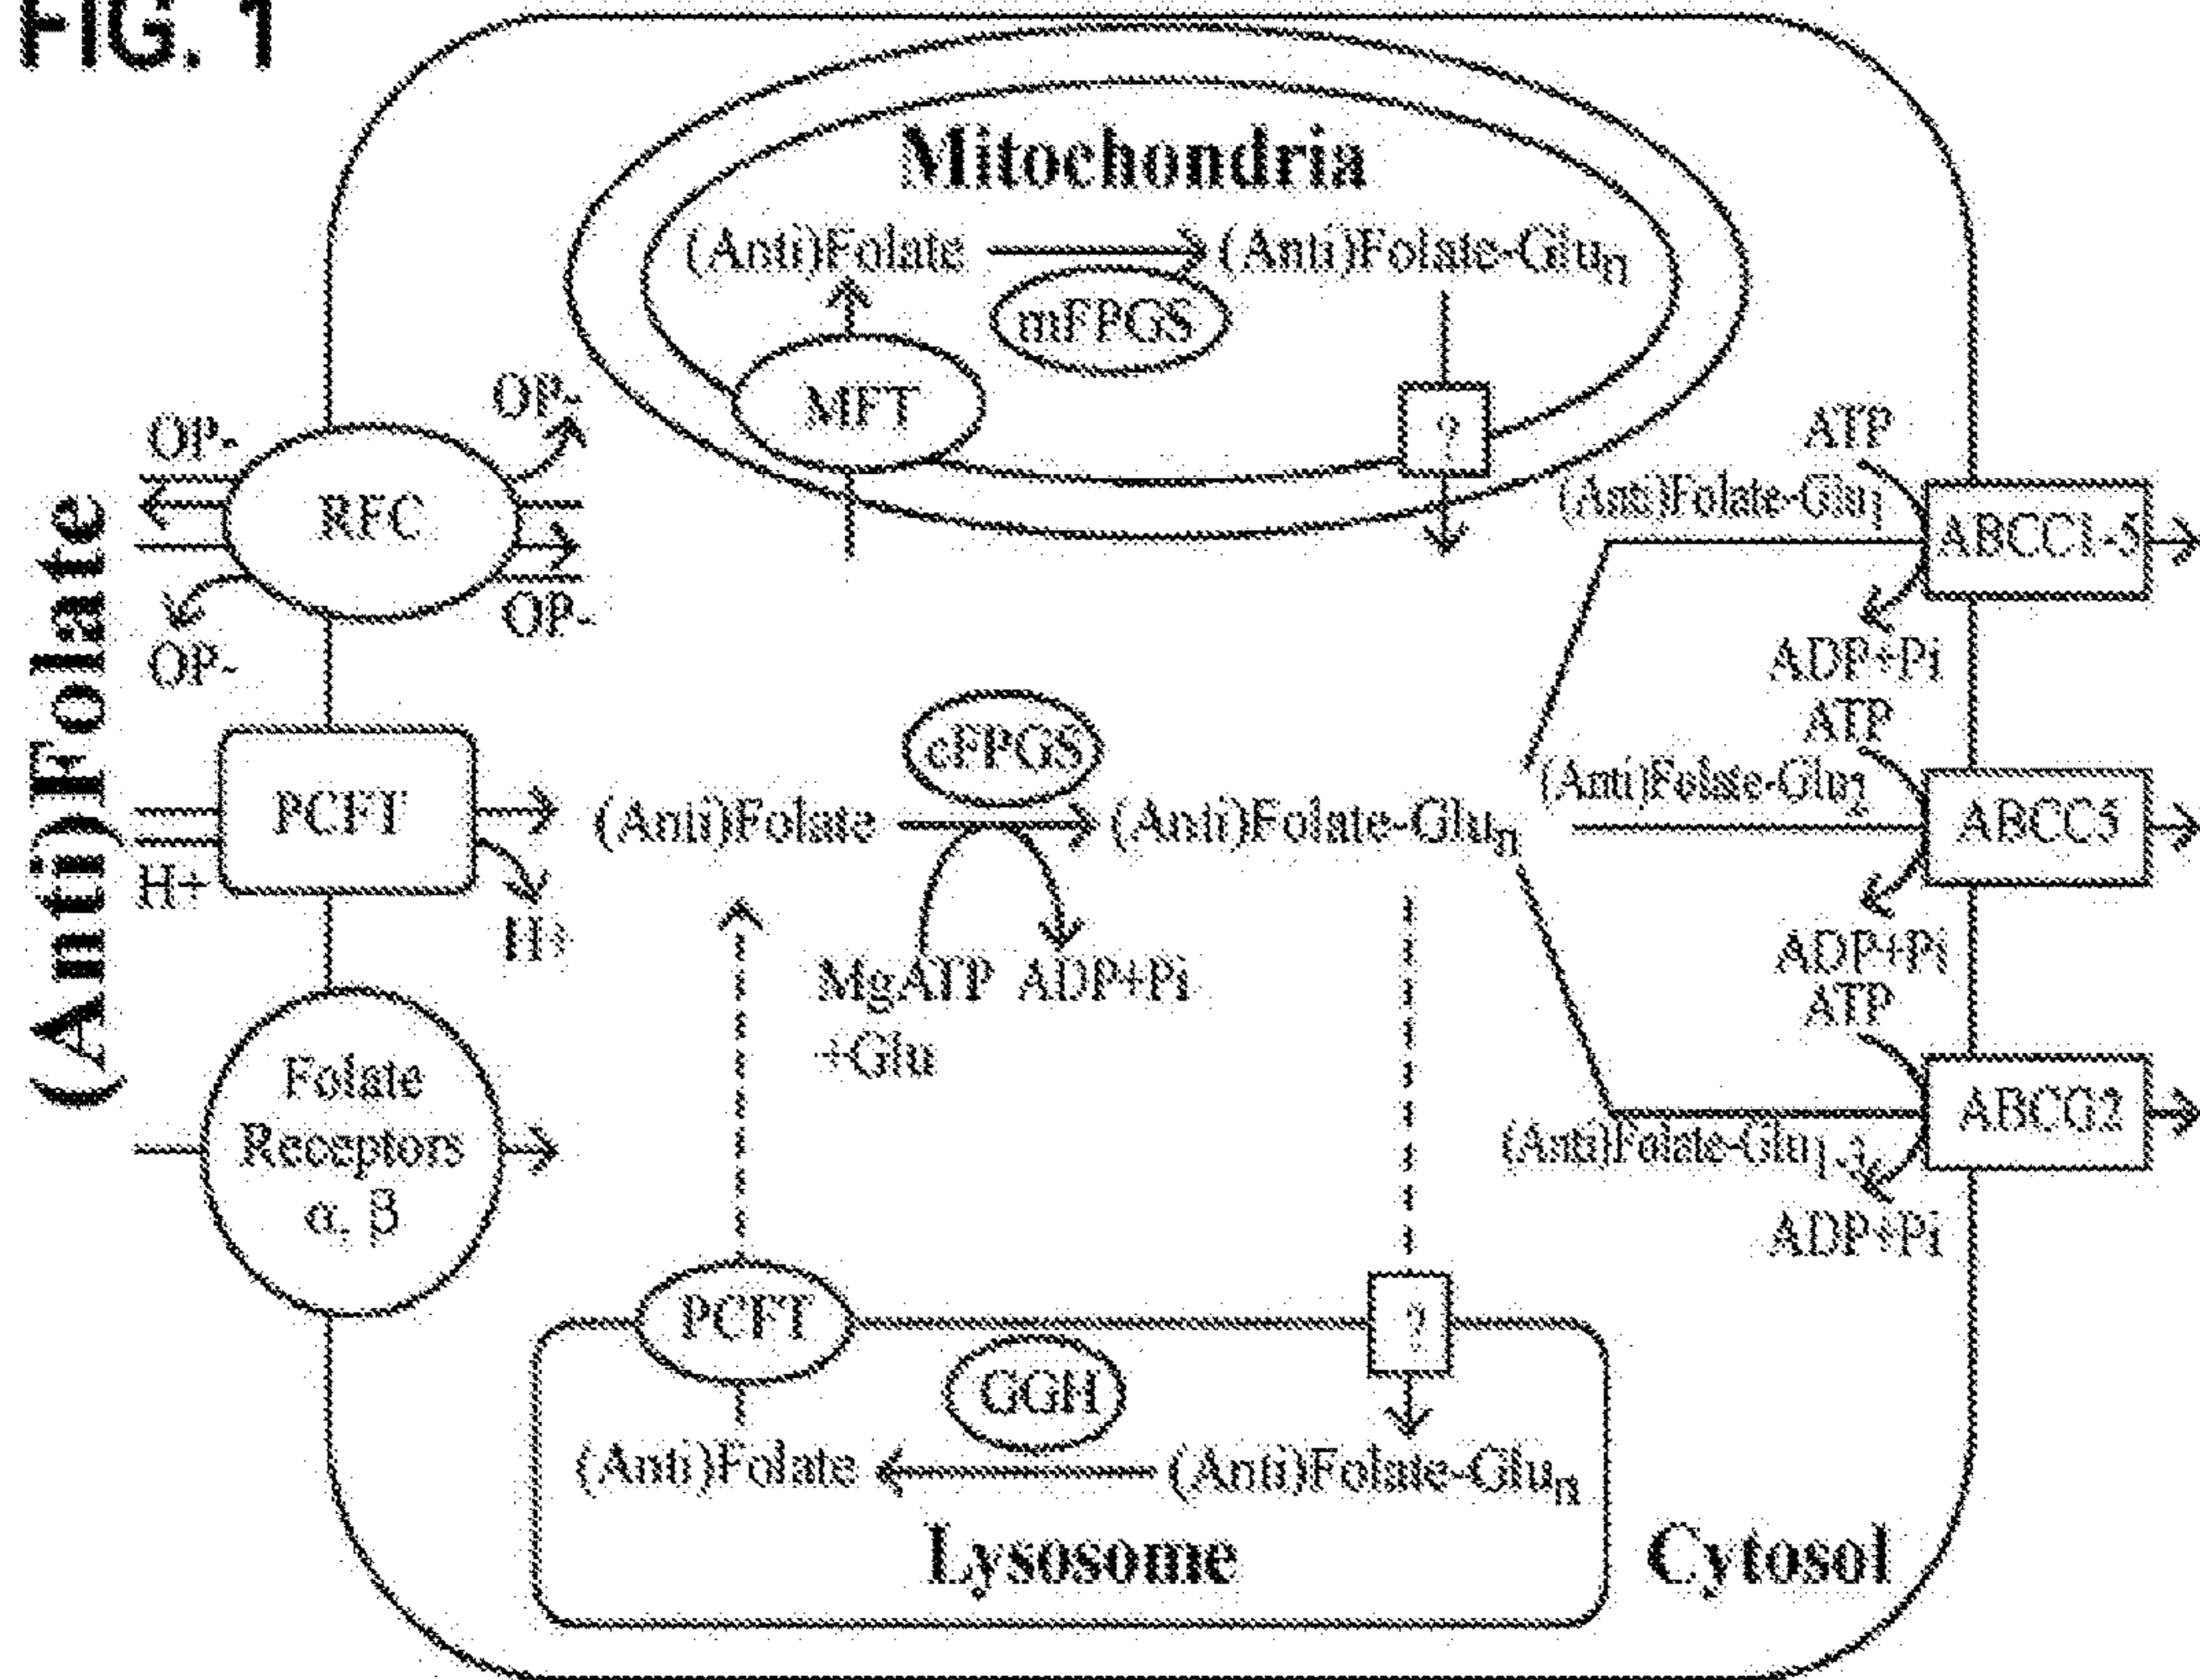 FIG. 1
Mitochondria
(Anti)Folate
(Anti)Folate-Glun
mFPGS
MFT
?
OP-
OP-
RFC
OP-
OP-
ATP
(Anti)Folate-Glu1
ABCC1-5
ADP+Pi
(Anti)Folate
cFPGS
ATP
(Anti)Folate-Glu2
PCFT
(Anti)Folate
(Anti)Folate-Glun
ABCC5
H+
H+
MgATP
+Glu
ADP+Pi
ADP+Pi
ATP
Folate
Receptors
α, β
ABCG2
(Anti)Folate-Glu1-3
ADP+Pi
PCFT
?
GGH
(Anti)Folate
(Anti)Folate-Glun
Lysosome
Cytosol